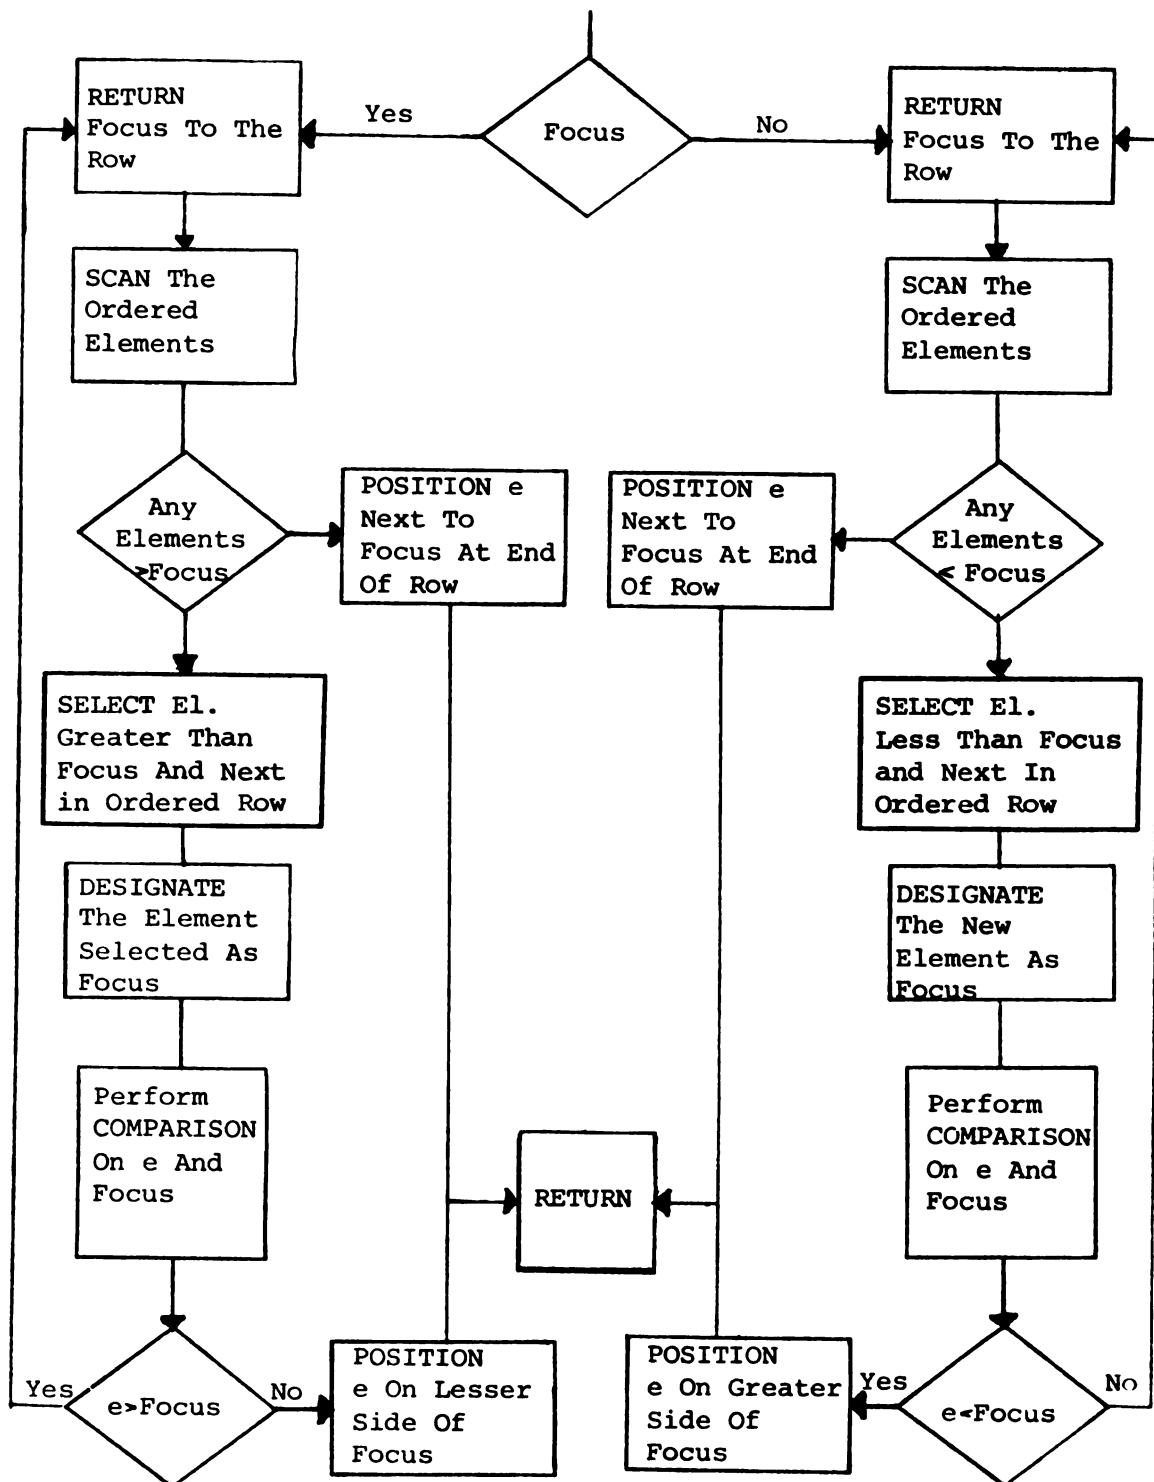 Focus
Yes
No
RETURN
Focus To The
Row
SCAN The
Ordered
Elements
Any
Elements
>Focus
POSITION e
Next To
Focus At End
Of Row
SELECT El.
Greater Than
Focus And Next
in Ordered Row
DESIGNATE
The Element
Selected As
Focus
Perform
COMPARISON
On e And
Focus
e>Focus
Yes
No
POSITION
e On Lesser
Side Of
Focus
RETURN
RETURN
Focus To The
Row
SCAN The
Ordered
Elements
Any
Elements
< Focus
POSITION e
Next To
Focus At End
Of Row
SELECT El.
Less Than Focus
and Next In
Ordered Row
DESIGNATE
The New
Element As
Focus
Perform
COMPARISON
On e And
Focus
e<Focus
Yes
No
POSITION
e On Greater
Side Of
Focus